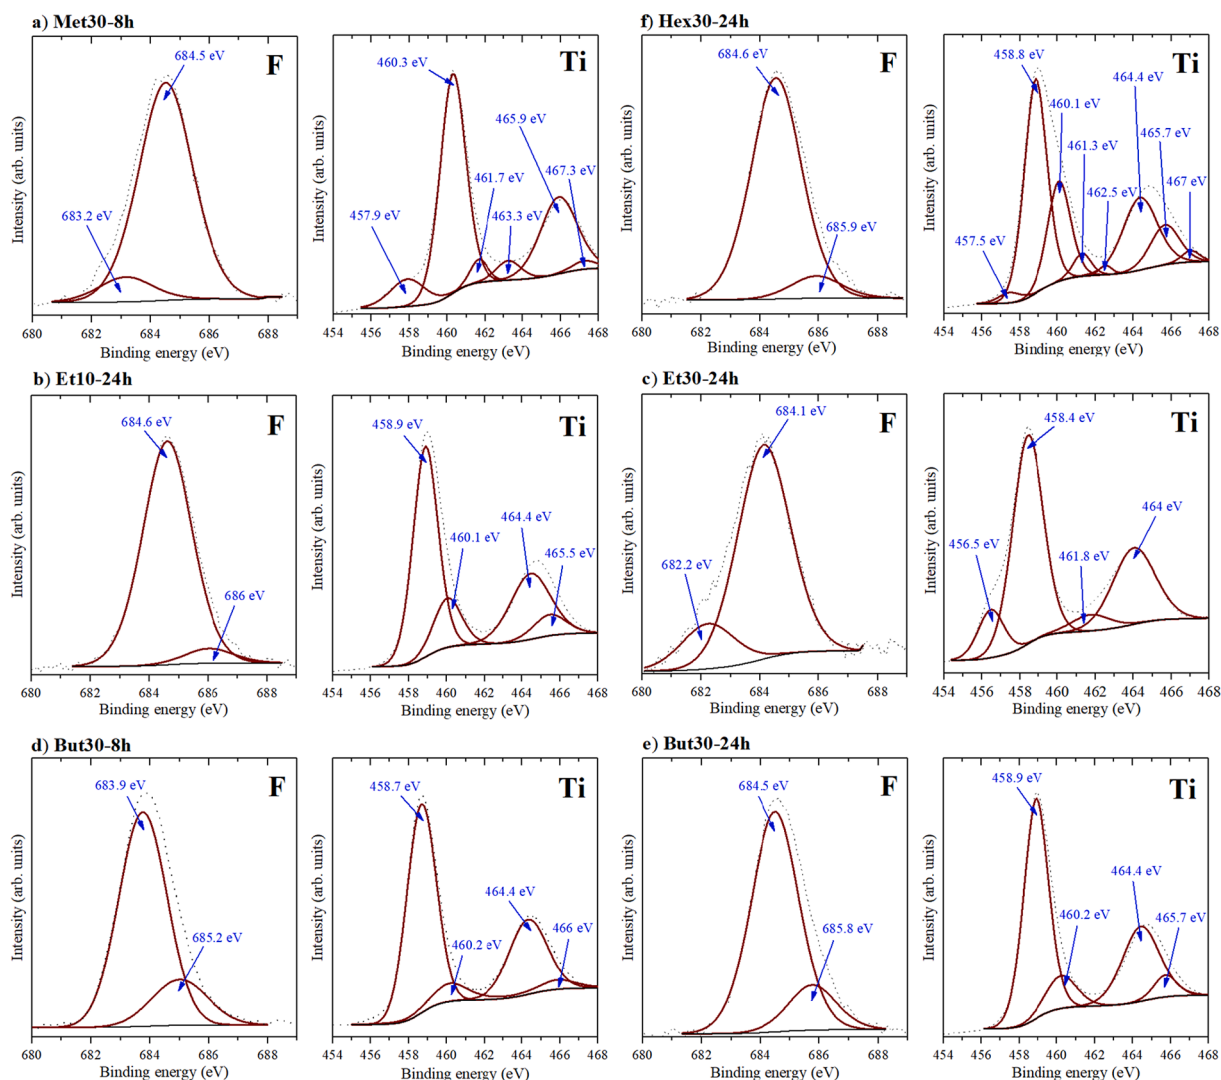 a) Met30-8h
F
684.5 eV
683.2 eV
Intensity (arb. units)
680 682 684 686 688
Binding energy (eV)
Ti
460.3 eV
465.9 eV
467.3 eV
461.7 eV
457.9 eV
463.3 eV
Intensity (arb. units)
454 456 458 460 462 464 466 468
Binding energy (eV)
f) Hex30-24h
F
684.6 eV
685.9 eV
Intensity (arb. units)
680 682 684 686 688
Binding energy (eV)
Ti
458.8 eV
464.4 eV
460.1 eV
465.7 eV
461.3 eV
467 eV
462.5 eV
457.5 eV
Intensity (arb. units)
454 456 458 460 462 464 466 468
Binding energy (eV)
b) Et10-24h
F
684.6 eV
686 eV
Intensity (arb. units)
680 682 684 686 688
Binding energy (eV)
Ti
458.9 eV
464.4 eV
460.1 eV
465.5 eV
Intensity (arb. units)
454 456 458 460 462 464 466 468
Binding energy (eV)
c) Et30-24h
F
684.1 eV
682.2 eV
Intensity (arb. units)
680 682 684 686 688
Binding energy (eV)
Ti
458.4 eV
464 eV
456.5 eV
461.8 eV
Intensity (arb. units)
454 456 458 460 462 464 466 468
Binding energy (eV)
d) But30-8h
F
683.9 eV
685.2 eV
Intensity (arb. units)
680 682 684 686 688
Binding energy (eV)
Ti
458.7 eV
464.4 eV
460.2 eV
466 eV
Intensity (arb. units)
454 456 458 460 462 464 466 468
Binding energy (eV)
e) But30-24h
F
684.5 eV
685.8 eV
Intensity (arb. units)
680 682 684 686 688
Binding energy (eV)
Ti
458.9 eV
464.4 eV
460.2 eV
465.7 eV
Intensity (arb. units)
454 456 458 460 462 464 466 468
Binding energy (eV)